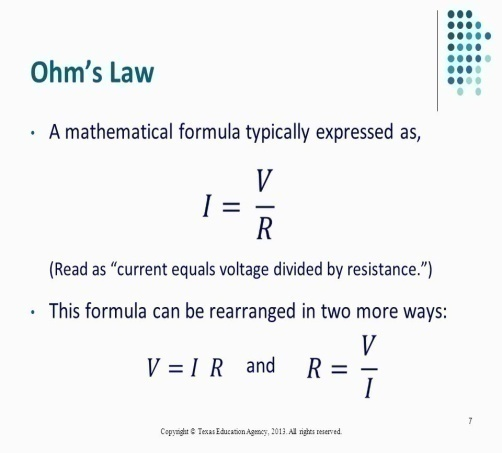 Ohm's Law
• A mathematical formula typically expressed as,
I = V/R
(Read as “current equals voltage divided by resistance.”)
• This formula can be rearranged in two more ways:
V = I R and R = V/I
7
Copyright © Texas Education Agency, 2013. All rights reserved.